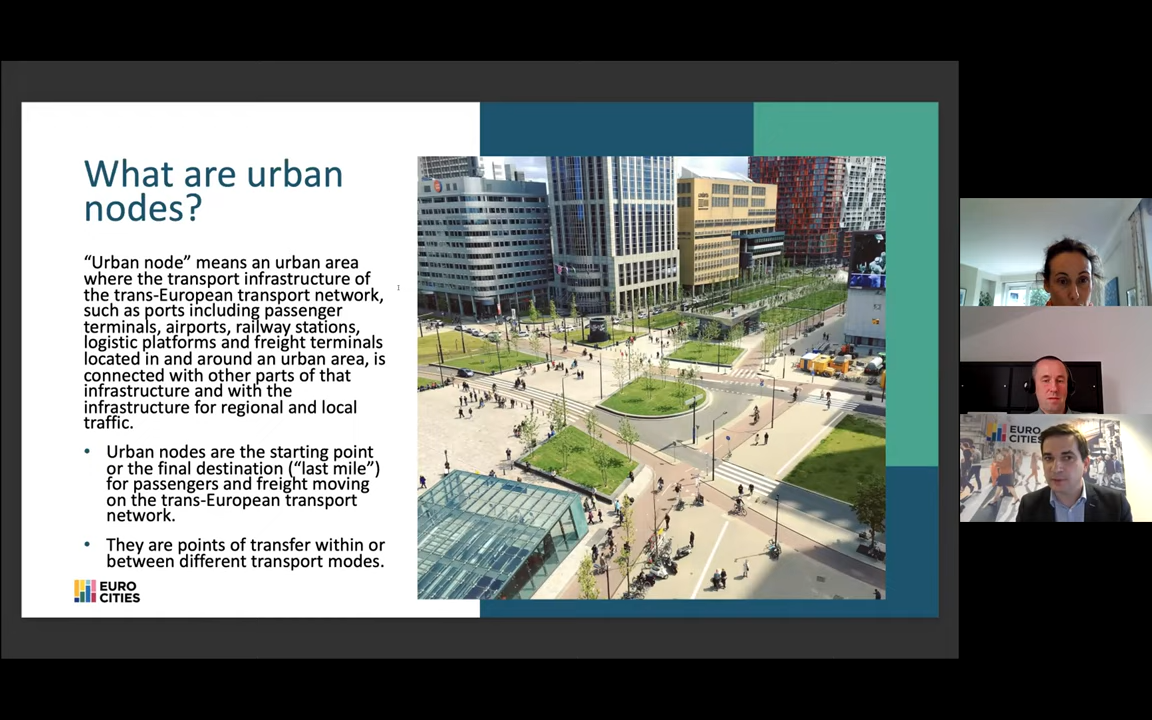 What are urban
nodes?
“Urban node” means an urban area
where the transport infrastructure of
the trans-European transport network,
such as ports including passenger
terminals, airports, railway stations,
logistic platforms and freight terminals
located in and around an urban area, is
connected with other parts of that
infrastructure and with the
infrastructure for regional and local
traffic.
• Urban nodes are the starting point
or the final destination (“last mile”)
for passengers and freight moving
on the trans-European transport
network.
• They are points of transfer within or
between different transport modes.
EURO
CITIES
EURO
CITIES